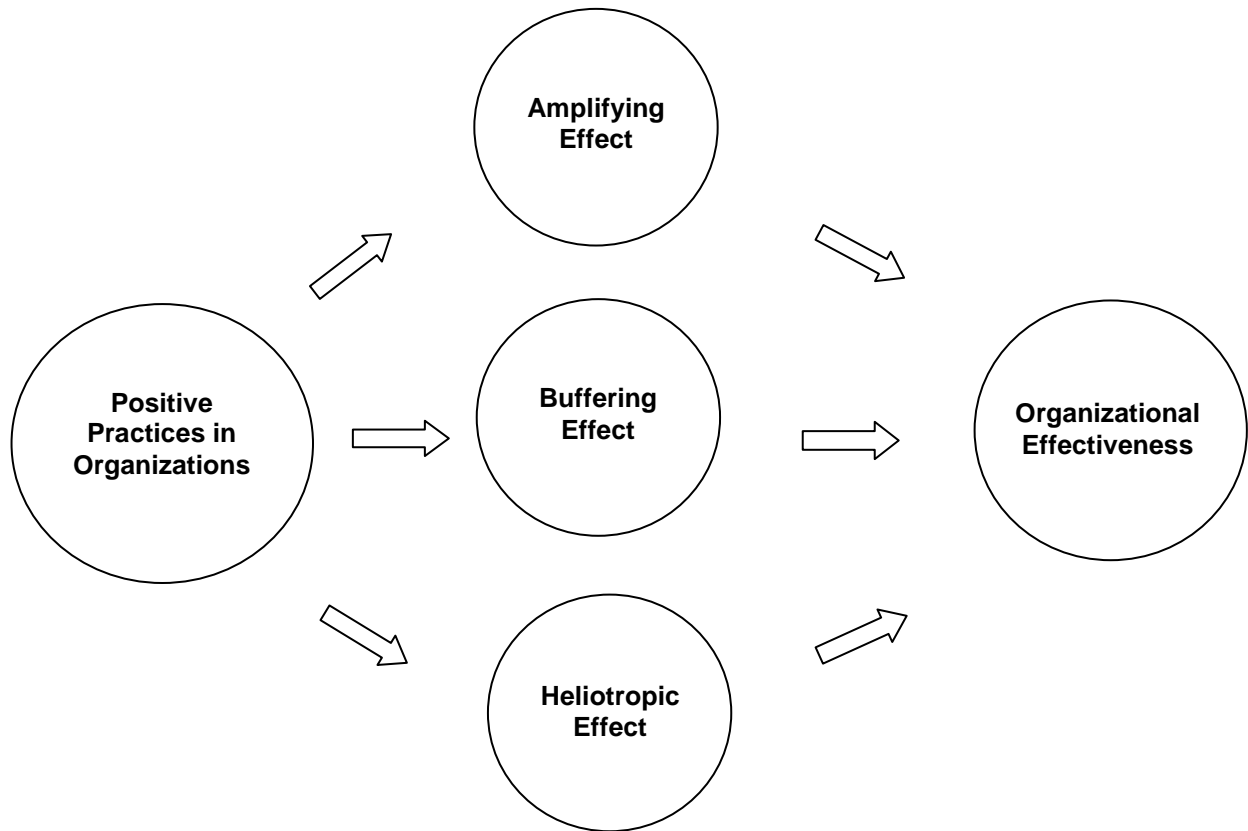 Amplifying
Effect
Positive
Practices in
Organizations
Buffering
Effect
Organizational
Effectiveness
Heliotropic
Effect